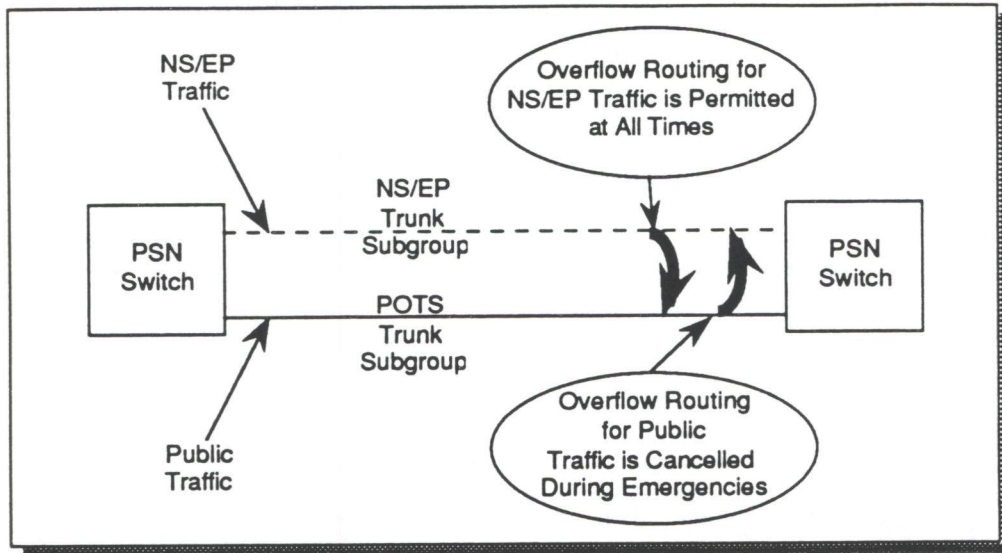 NS/EP
Traffic
Overflow Routing for
NS/EP Traffic is Permitted
at All Times
NS/EP
Trunk
Subgroup
PSN
Switch
PSN
Switch
POTS
Trunk
Subgroup
Overflow Routing
for Public
Traffic is Cancelled
During Emergencies
Public
Traffic